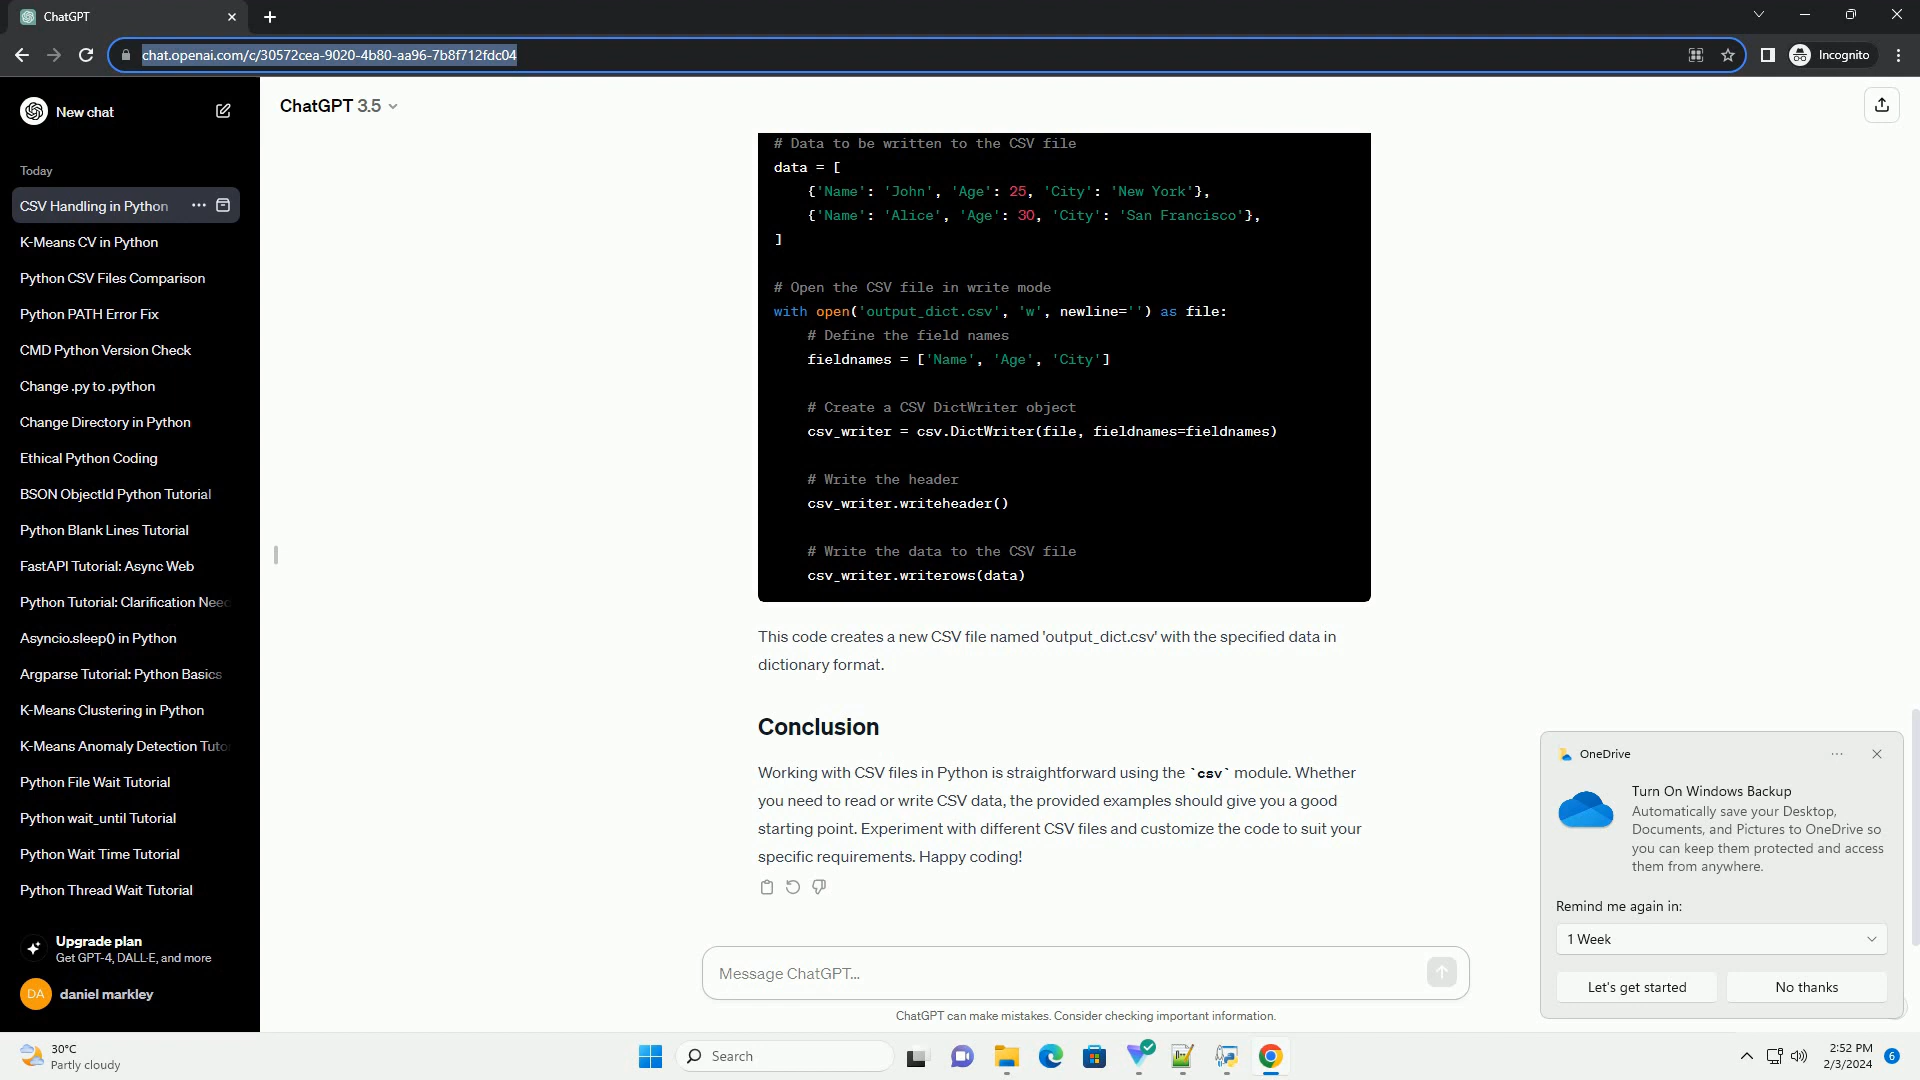 ChatGPT
chat.openai.com/c/30572cea-9020-4b80-aa96-7b8f712fdc04
Incognito
New chat
Today
CSV Handling in Python
K-Means CV in Python
Python CSV Files Comparison
Python PATH Error Fix
CMD Python Version Check
Change .py to .python
Change Directory in Python
Ethical Python Coding
BSON ObjectId Python Tutorial
Python Blank Lines Tutorial
FastAPI Tutorial: Async Web
Python Tutorial: Clarification Need
Asyncio.sleep() in Python
Argparse Tutorial: Python Basics
K-Means Clustering in Python
K-Means Anomaly Detection Tuto
Python File Wait Tutorial
Python wait_until Tutorial
Python Wait Time Tutorial
Python Thread Wait Tutorial
Upgrade plan
Get GPT-4, DALL·E, and more
DA daniel markley
ChatGPT 3.5
# Data to be written to the CSV file
data = [
{'Name': 'John', 'Age': 25, 'City': 'New York'},
{'Name': 'Alice', 'Age': 30, 'City': 'San Francisco'},
]
# Open the CSV file in write mode
with open('output_dict.csv', 'w', newline='') as file:
# Define the field names
fieldnames = ['Name', 'Age', 'City']
# Create a CSV DictWriter object
csv_writer = csv.DictWriter(file, fieldnames=fieldnames)
# Write the header
csv_writer.writeheader()
# Write the data to the CSV file
csv_writer.writerows(data)
This code creates a new CSV file named 'output_dict.csv' with the specified data in
dictionary format.
Conclusion
Working with CSV files in Python is straightforward using the `csv` module. Whether
you need to read or write CSV data, the provided examples should give you a good
starting point. Experiment with different CSV files and customize the code to suit your
specific requirements. Happy coding!
Message ChatGPT...
ChatGPT can make mistakes. Consider checking important information.
OneDrive
Turn On Windows Backup
Automatically save your Desktop,
Documents, and Pictures to OneDrive so
you can keep them protected and access
them from anywhere.
Remind me again in:
1 Week
Let's get started
No thanks
30°C
Partly cloudy
Search
2:52 PM
2/3/2024
6